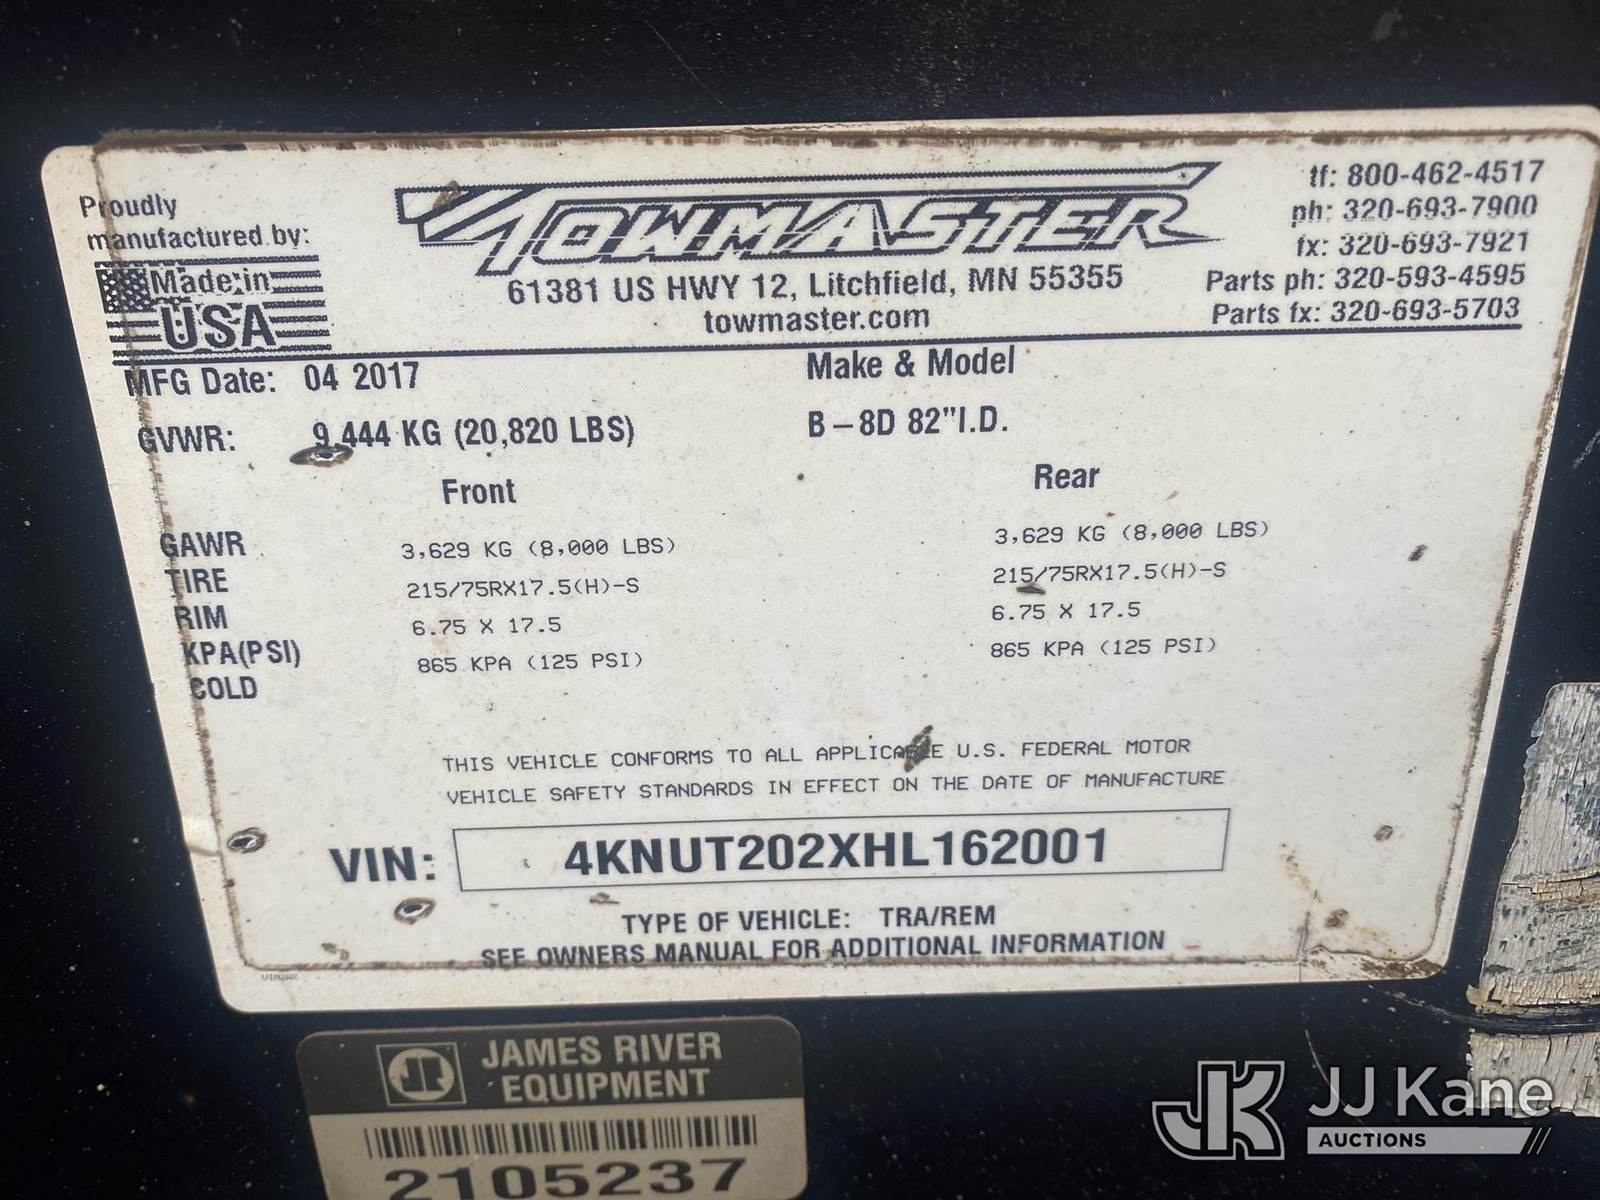 Proudly
manufactured by:
Made in
USA
TOWMASTER
61381 US HWY 12, Litchfield, MN 55355
towmaster.com
tf: 800-462-4517
ph: 320-693-7900
fx: 320-693-7921
Parts ph: 320-593-4595
Parts fx: 320-693-5703
MFG Date: 04 2017
Make & Model
GVWR: 9,444 KG (20,820 LBS)
B-8D 82"I.D.
Front Rear
GAWR 3,629 KG (8,000 LBS) 3,629 KG (8,000 LBS)
TIRE 215/75RX17.5(H)-S 215/75RX17.5(H)-S
RIM 6.75 X 17.5 6.75 X 17.5
KPA(PSI) 865 KPA (125 PSI) 865 KPA (125 PSI)
COLD
THIS VEHICLE CONFORMS TO ALL APPLICABLE U.S. FEDERAL MOTOR
VEHICLE SAFETY STANDARDS IN EFFECT ON THE DATE OF MANUFACTURE
VIN: 4KNUT202XHL162001
TYPE OF VEHICLE: TRA/REM
SEE OWNERS MANUAL FOR ADDITIONAL INFORMATION
JAMES RIVER
EQUIPMENT
2105237
JK JJ Kane
AUCTIONS